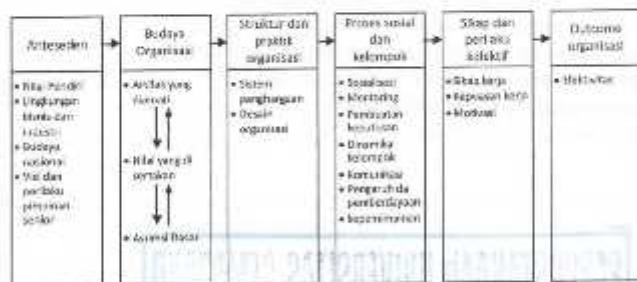 Anteseden
• Nilai Pendiri
• Lingkungan
bisnis dan
industri
• Budaya
nasional
• Visi dan
perilaku
pimpinan
senior
Budaya
Organisasi
• Artifak yang
diamati
• Nilai yang di
sertakan
• Asumsi Dasar
Struktur dan
praktik
organisasi
• Sistem
penghargaan
• Desain
organisasi
Proses sosial
dan
kelompok
• Sosialisasi
• Mentoring
• Pembuatan
keputusan
• Dinamika
kelompok
• Komunikasi
• Pengaruh da
pemberdayaan
• kepemimpinan
Sikap dan
perilaku
kolektif
• Sikap kerja
• Kepuasan kerja
• Motivasi
Outcome
organisasi
• Efektivitas